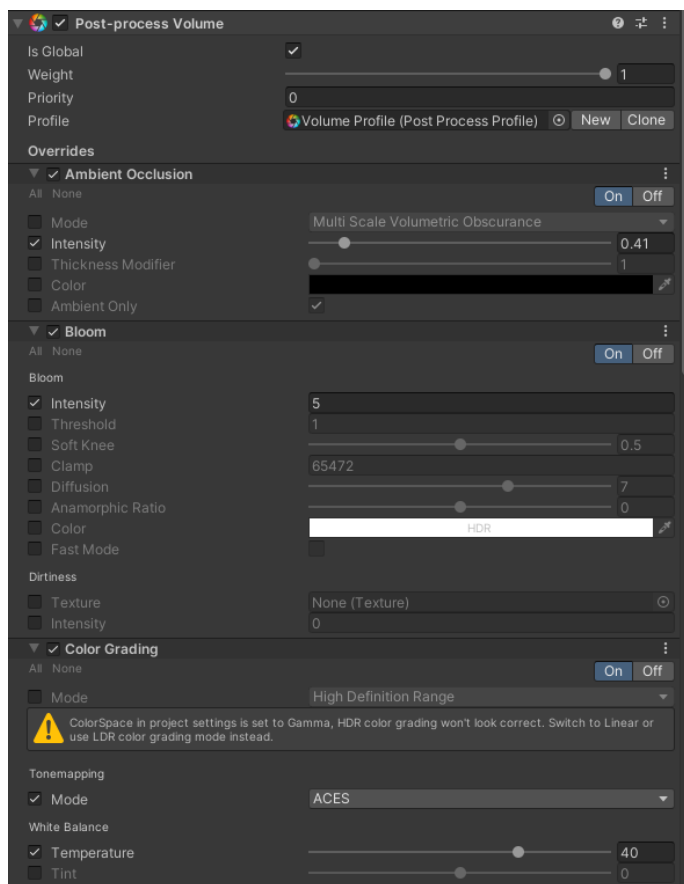 Post-process Volume
Is Global
Weight 1
Priority 0
Profile Volume Profile (Post Process Profile) New Clone
Overrides
Ambient Occlusion
All None On Off
Mode Multi Scale Volumetric Obscurance
Intensity 0.41
Thickness Modifier 1
Color
Ambient Only
Bloom
All None On Off
Bloom
Intensity 5
Threshold 1
Soft Knee 0.5
Clamp 65472
Diffusion 7
Anamorphic Ratio 0
Color HDR
Fast Mode
Dirtiness
Texture None (Texture)
Intensity 0
Color Grading
All None On Off
Mode High Definition Range
ColorSpace in project settings is set to Gamma, HDR color grading won't look correct. Switch to Linear or
use LDR color grading mode instead.
Tonemapping
Mode ACES
White Balance
Temperature 40
Tint 0